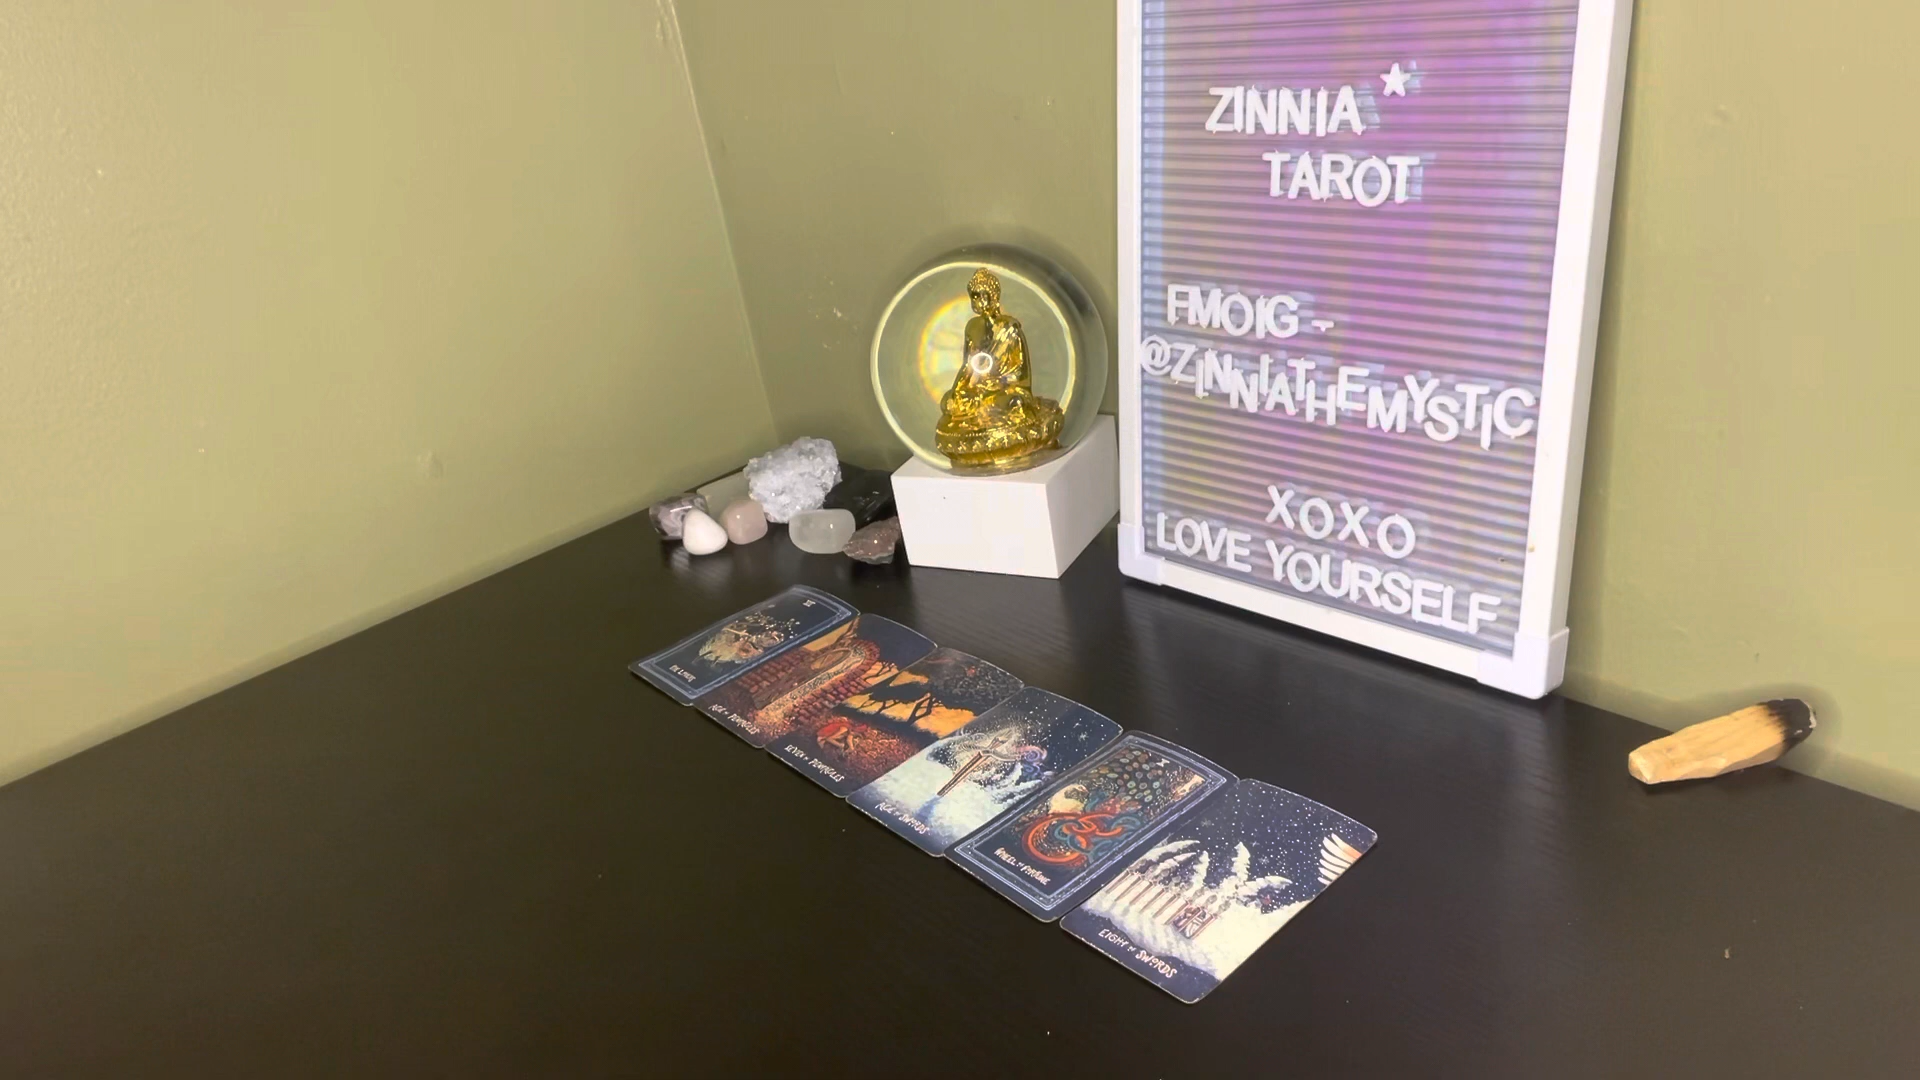 ZINNIA *
TAROT
FMOIG -
@ZINNIATHEMYSTIC
XOXO
LOVE YOURSELF
ACE OF PENTACLES
SEVEN OF PENTACLES
ACE OF SWORDS
X
WHEEL OF FORTUNE
EIGHT OF SWORDS